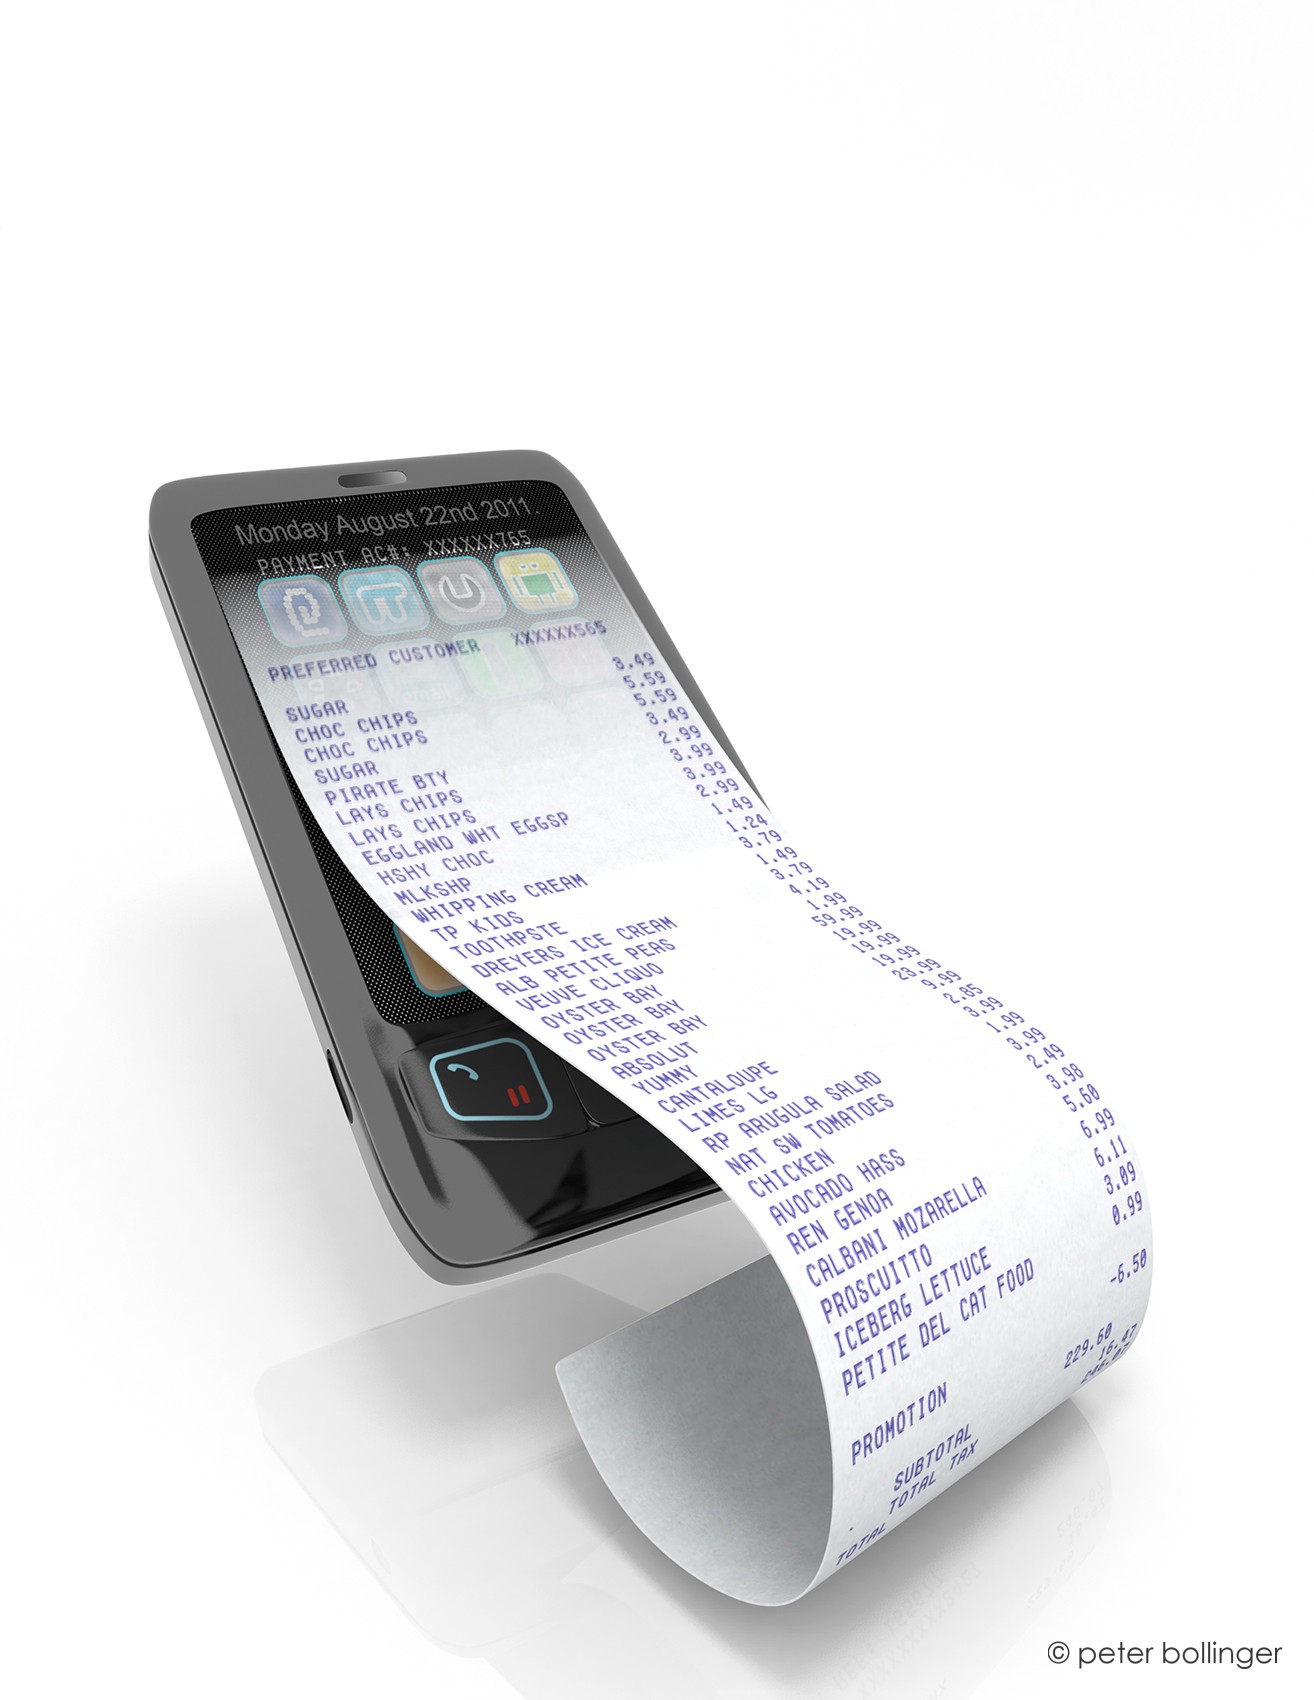 Monday August 22nd 2011.
PAYMENT AC#: XXXXXX765
PREFERRED CUSTOMER XXXXXX565
SUGAR 3.49
CHOC CHIPS 5.59
CHOC CHIPS 5.59
SUGAR 3.49
PIRATE BTY 2.99
LAYS CHIPS 3.99
LAYS CHIPS 3.99
EGGLAND WHT EGGSP 2.99
HSHY CHOC 1.49
MLKSHP 1.24
WHIPPING CREAM 3.79
TP KIDS 1.49
TOOTHPSTE 3.79
DREYERS ICE CREAM 4.19
ALB PETITE PEAS 1.99
VEUVE CLIQUO 59.99
OYSTER BAY 19.99
OYSTER BAY 19.99
OYSTER BAY 19.99
ABSOLUT 23.99
YUMMY 9.99
CANTALOUPE 2.85
LIMES LG 3.99
RP ARUGULA SALAD 1.99
NAT SW TOMATOES 3.99
CHICKEN 2.49
AVOCADO HASS 3.98
REN GENOA 5.60
CALBANI MOZARELLA 6.99
PROSCUITTO 6.11
ICEBERG LETTUCE 3.09
PETITE DEL CAT FOOD 0.99
PROMOTION -6.50
SUBTOTAL 229.60
TOTAL TAX 16.47
TOTAL 246.07
© peter bollinger